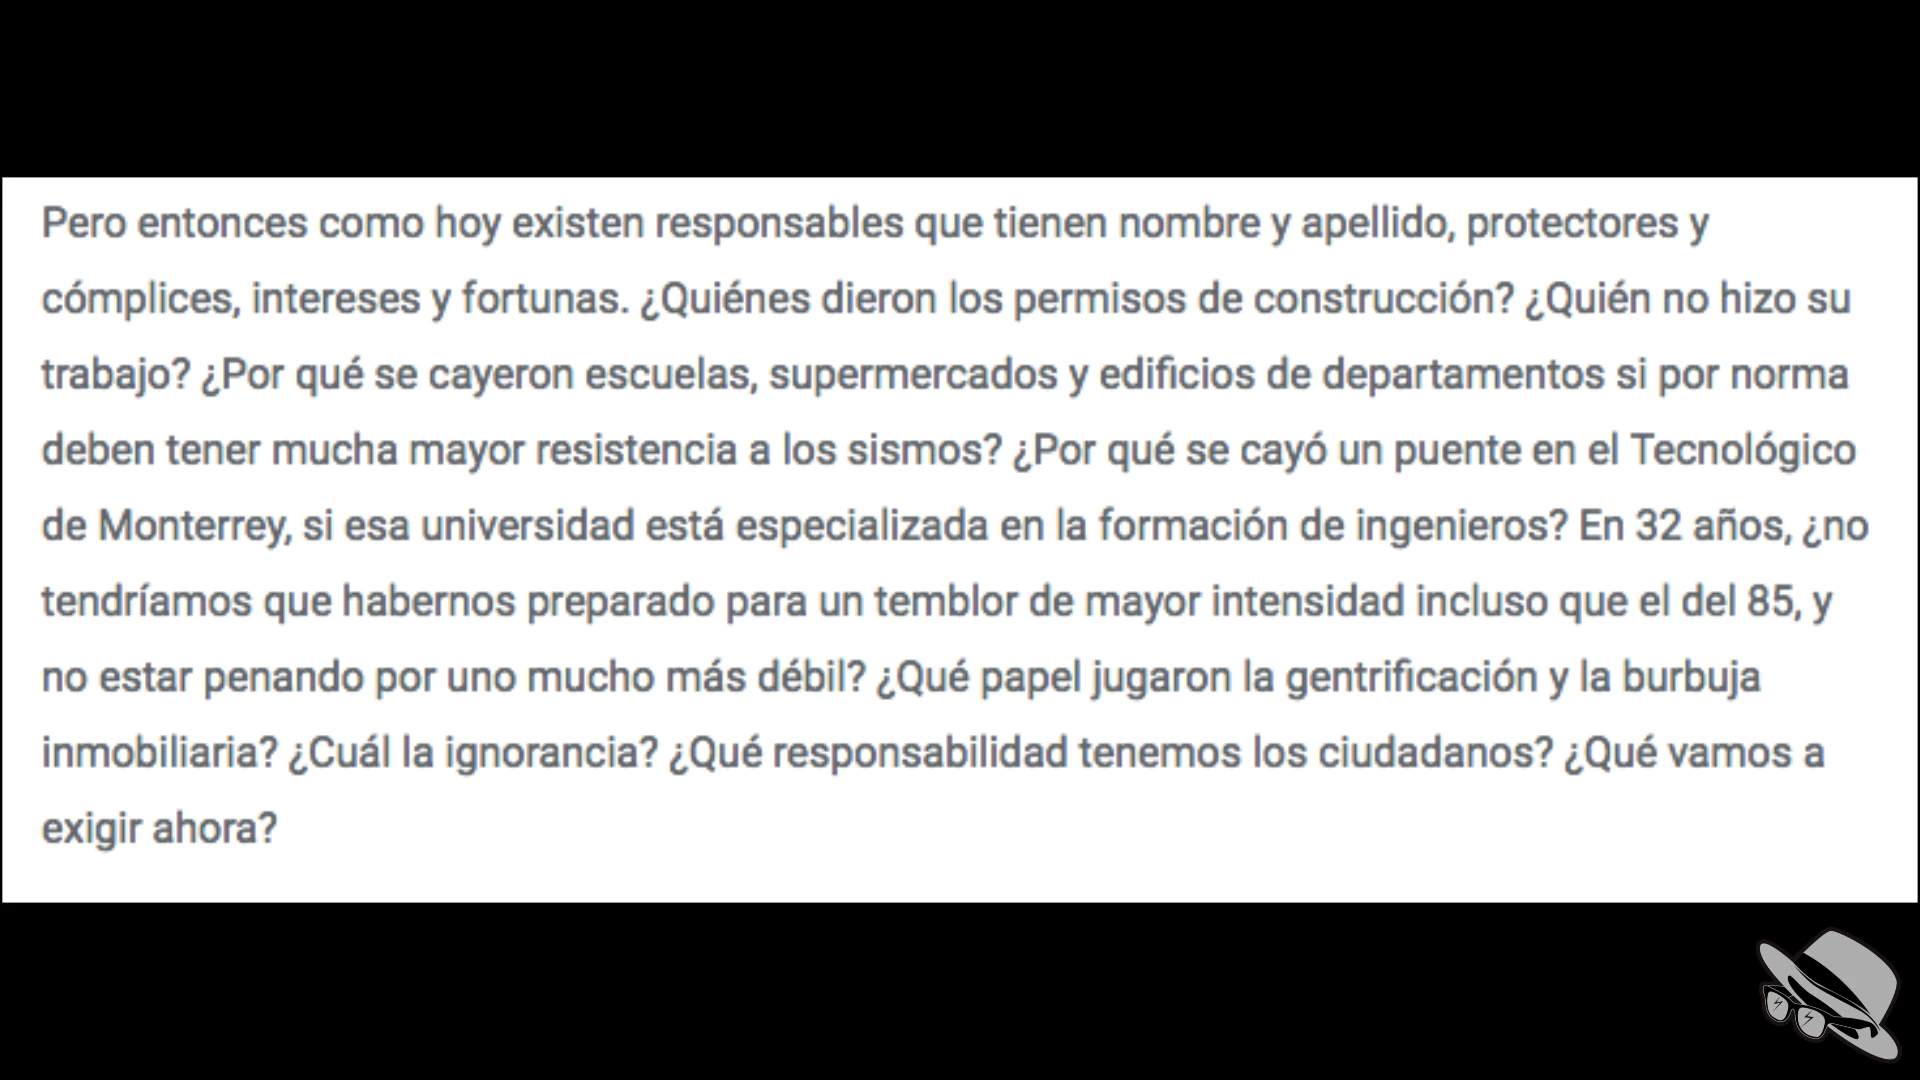 Pero entonces como hoy existen responsables que tienen nombre y apellido, protectores y
cómplices, intereses y fortunas. ¿Quiénes dieron los permisos de construcción? ¿Quién no hizo su
trabajo? ¿Por qué se cayeron escuelas, supermercados y edificios de departamentos si por norma
deben tener mucha mayor resistencia a los sismos? ¿Por qué se cayó un puente en el Tecnológico
de Monterrey, si esa universidad está especializada en la formación de ingenieros? En 32 años, ¿no
tendríamos que habernos preparado para un temblor de mayor intensidad incluso que el del 85, y
no estar penando por uno mucho más débil? ¿Qué papel jugaron la gentrificación y la burbuja
inmobiliaria? ¿Cuál la ignorancia? ¿Qué responsabilidad tenemos los ciudadanos? ¿Qué vamos a
exigir ahora?